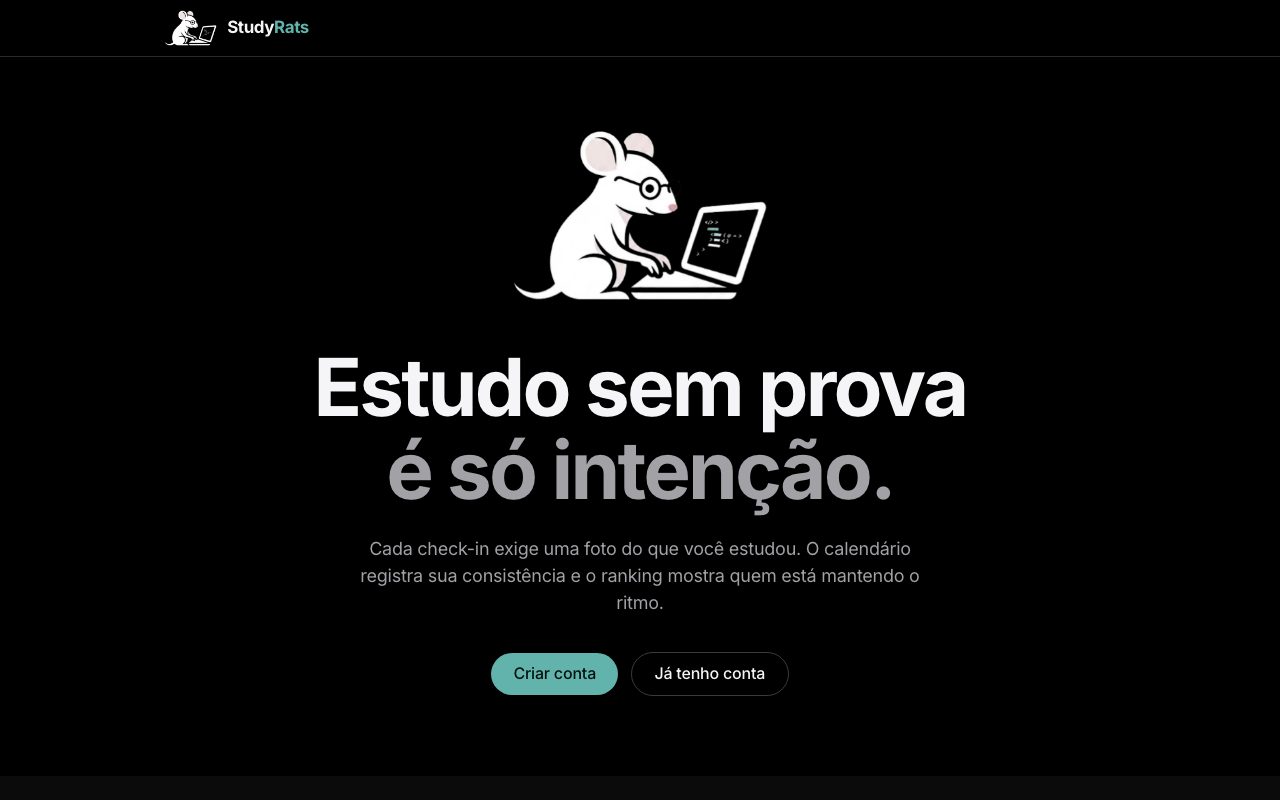 StudyRats
Estudo sem prova
é só intenção.
Cada check-in exige uma foto do que você estudou. O calendário
registra sua consistência e o ranking mostra quem está mantendo o
ritmo.
Criar conta
Já tenho conta